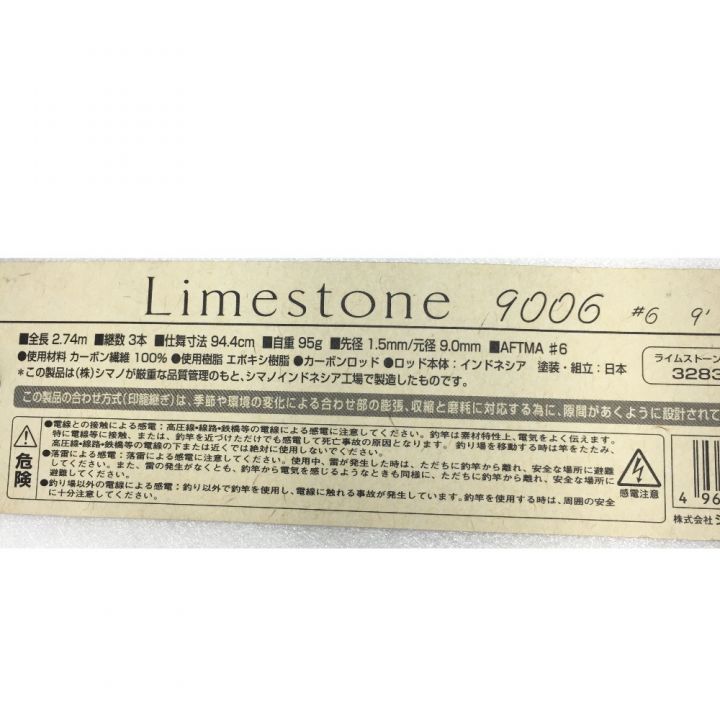 Limestone 9006 #6 9'
■全長 2.74m ■継数 3本 ■仕舞寸法 94.4cm ■自重 95g ■先径 1.5mm/元径 9.0mm ■AFTMA ♯6
●使用材料 カーボン繊維 100% ●使用樹脂 エポキシ樹脂 ●カーボンロッド ●ロッド本体：インドネシア 塗装・組立：日本
*この製品は(株)シマノが厳重な品質管理のもと、シマノインドネシア工場で製造したものです。
ライムストーン
3283
この製品の合わせ方式(印籠継ぎ)は、季節や環境の変化による合わせ部の膨張、収縮と磨耗に対応する為に、隙間があくように設計されて
危険
●電線との接触による感電：高圧線・線路・鉄橋等の電線による感電に注意してください。釣竿は素材特性上、電気をよく伝えます。
特に電線等に接触、または、釣竿を近づけただけでも感電して死亡事故の原因となります。 釣り場を移動する時は竿をたたみ、
高圧線・線路・鉄橋等の電線の下または近くでは絶対に使用しないでください。
●落雷による感電：落雷による感電に注意してください。使用中、雷が発生した時は、ただちに釣竿から離れ、安全な場所に避難
してください。また、雷の発生がなくとも、釣竿から電気を感じるようなときも同様に、ただちに釣竿から離れ、安全な場所に
避難してください。
●釣り場以外の電線による感電：釣り以外で釣竿を使用し、電線に触れる事故が発生しています。釣竿を使用する時は、周囲の安全
に十分注意してください。
感電注意
4 96
株式会社